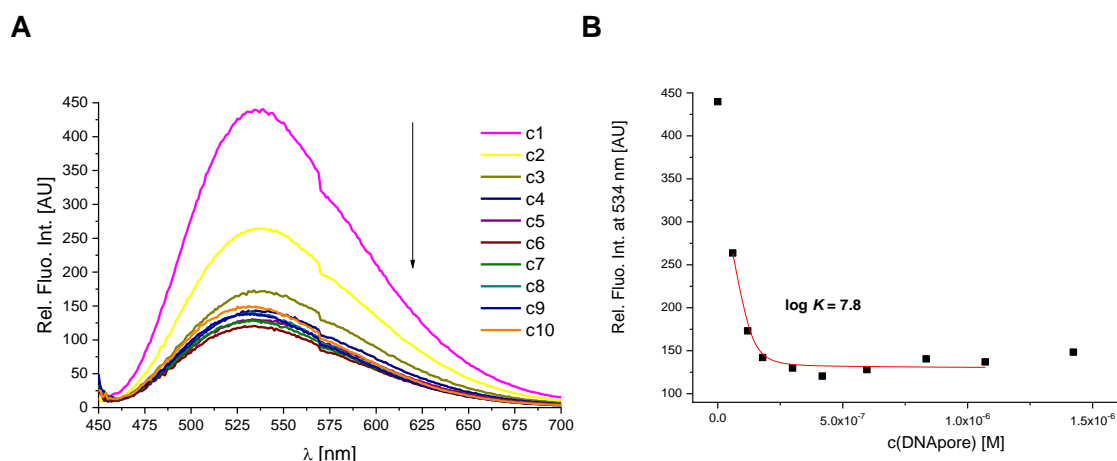 A
B
450
400
350
300
250
200
150
100
50
0
Rel. Fluo. Int. [AU]
450 475 500 525 550 575 600 625 650 675 700
λ [nm]
c1
c2
c3
c4
c5
c6
c7
c8
c9
c10
450
400
350
300
250
200
150
100
Rel. Fluo. Int. at 534 nm [AU]
log K = 7.8
0.0 5.0x10⁻⁷ 1.0x10⁻⁶ 1.5x10⁻⁶
c(DNApore) [M]